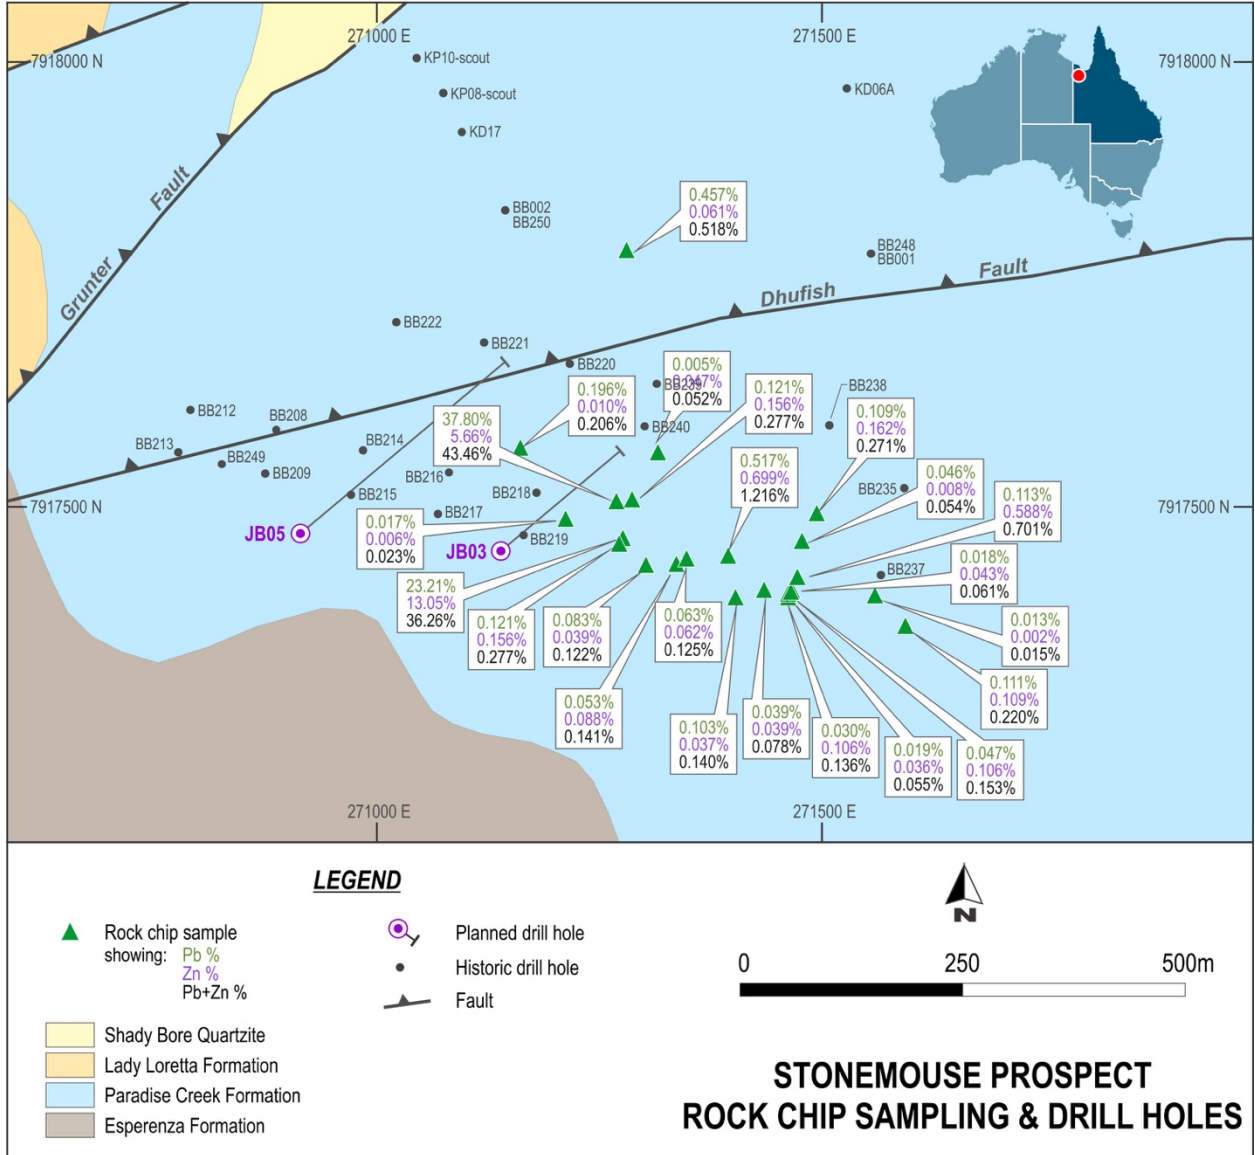 271000 E
271500 E
7918000 N
7918000 N
KP10-scout
KP08-scout
KD17
KD06A
Fault
Grunter
BB002
BB250
0.457%
0.061%
0.518%
BB248
BB001
Dhufish
Fault
BB222
BB221
BB220
BB239
0.005%
0.047%
0.052%
0.196%
0.010%
0.206%
0.121%
0.156%
0.277%
BB238
BB212
BB208
37.80%
5.66%
43.46%
BB240
0.109%
0.162%
0.271%
BB213
BB249
BB209
BB214
BB216
BB215
BB218
BB217
BB219
0.517%
0.699%
1.216%
BB235
0.046%
0.008%
0.054%
0.113%
0.588%
0.701%
7917500 N
7917500 N
JB05
0.017%
0.006%
0.023%
JB03
BB237
0.018%
0.043%
0.061%
23.21%
13.05%
36.26%
0.121%
0.156%
0.277%
0.083%
0.039%
0.122%
0.063%
0.062%
0.125%
0.013%
0.002%
0.015%
0.053%
0.088%
0.141%
0.103%
0.037%
0.140%
0.039%
0.039%
0.078%
0.030%
0.106%
0.136%
0.019%
0.036%
0.055%
0.047%
0.106%
0.153%
0.111%
0.109%
0.220%
271000 E
271500 E
LEGEND
Rock chip sample
showing: Pb %
Zn %
Pb+Zn %
Planned drill hole
Historic drill hole
Fault
Shady Bore Quartzite
Lady Loretta Formation
Paradise Creek Formation
Esperenza Formation
N
0 250 500m
STONEMOUSE PROSPECT
ROCK CHIP SAMPLING & DRILL HOLES